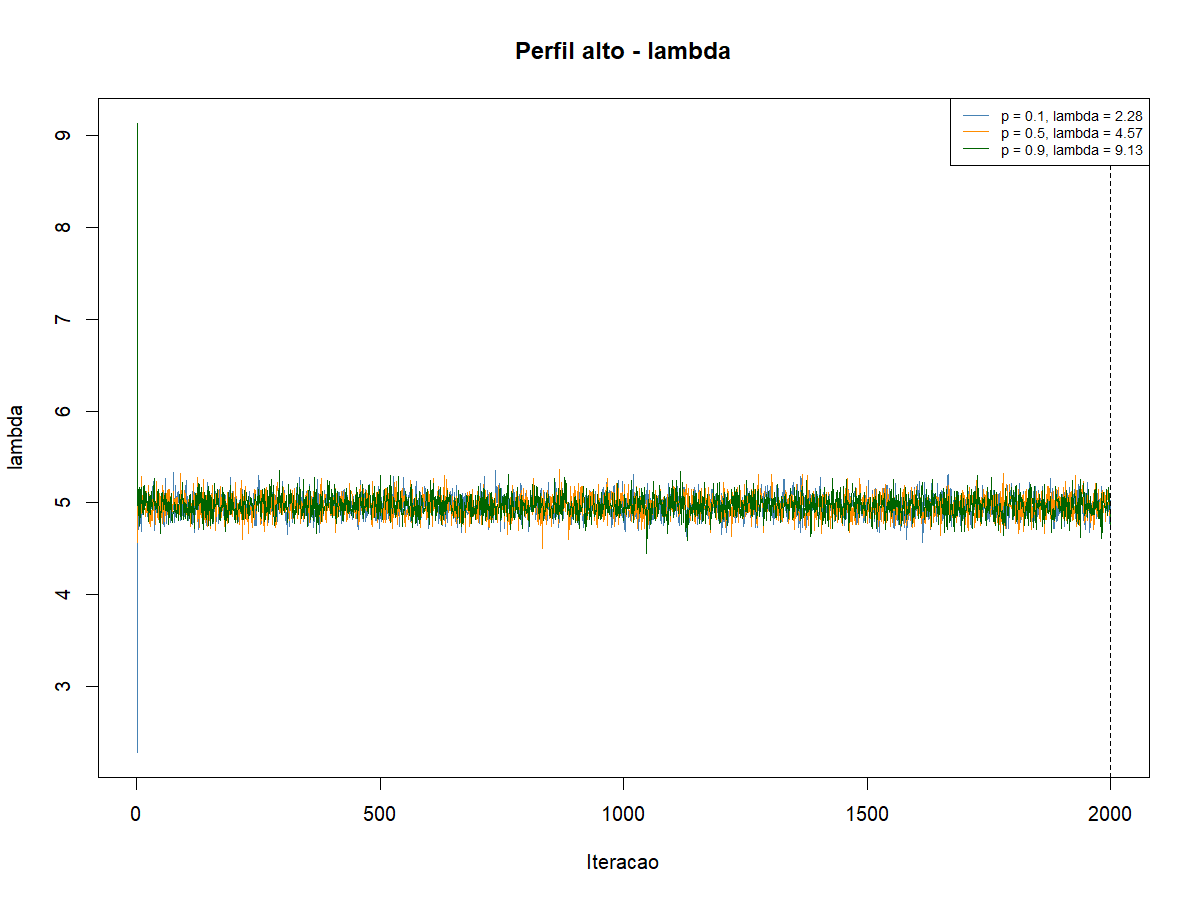 Perfil alto - lambda
p = 0.1, lambda = 2.28
p = 0.5, lambda = 4.57
p = 0.9, lambda = 9.13
lambda
9
8
7
6
5
4
3
0 500 1000 1500 2000
Iteracao